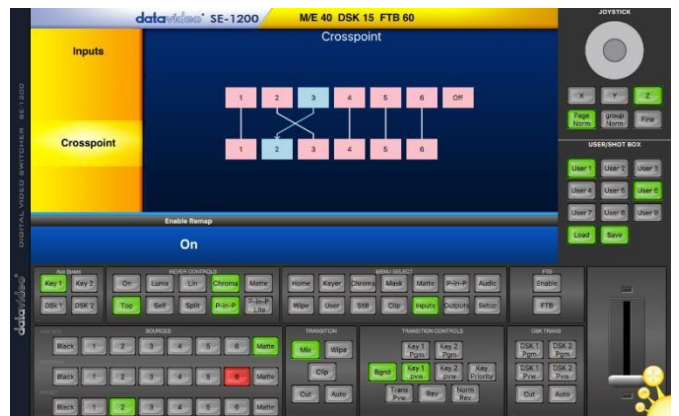 datavideo SE-1200 M/E 40 DSK 15 FTB 60
Inputs
Crosspoint
Crosspoint
1 2 3 4 5 6 Off
1 2 3 4 5 6
Enable Remap
On
DIGITAL VIDEO SWITCHER SE-1200
datavideo
JOYSTICK
X Y Z
Page Norm group Norm Fine
USER/SHOT BOX
User 1 User 2 User 3
User 4 User 5 User 6
User 7 User 8 User 9
Load Save
Aux Buses
Key 1 Key 2
DSK 1 DSK 2
KEYER CONTROLS
On Luma Lin Chroma Matte
Top Self Split P-in-P P-in-P Lite
MENU SELECT
Home Keyer Chroma Mask Matte P-in-P Audio
Wipe User Still Clip Inputs Outputs Setup
FTB
Enable
FTB
SOURCES
Black 1 2 3 4 5 6 Matte
Black 1 2 3 4 5 6 Matte
Black 1 2 3 4 5 6 Matte
TRANSITION
Mix Wipe
Clip
Cut Auto
TRANSITION CONTROLS
Key 1 Pgm Key 2 Pgm
Bgnd Key 1 pvw Key 2 pvw Key Priority
Trans Pvw Rev Norm Rev
DSK TRANS
DSK 1 Pgm DSK 2 Pgm
DSK 1 Pvw DSK 2 Pvw
Cut Auto